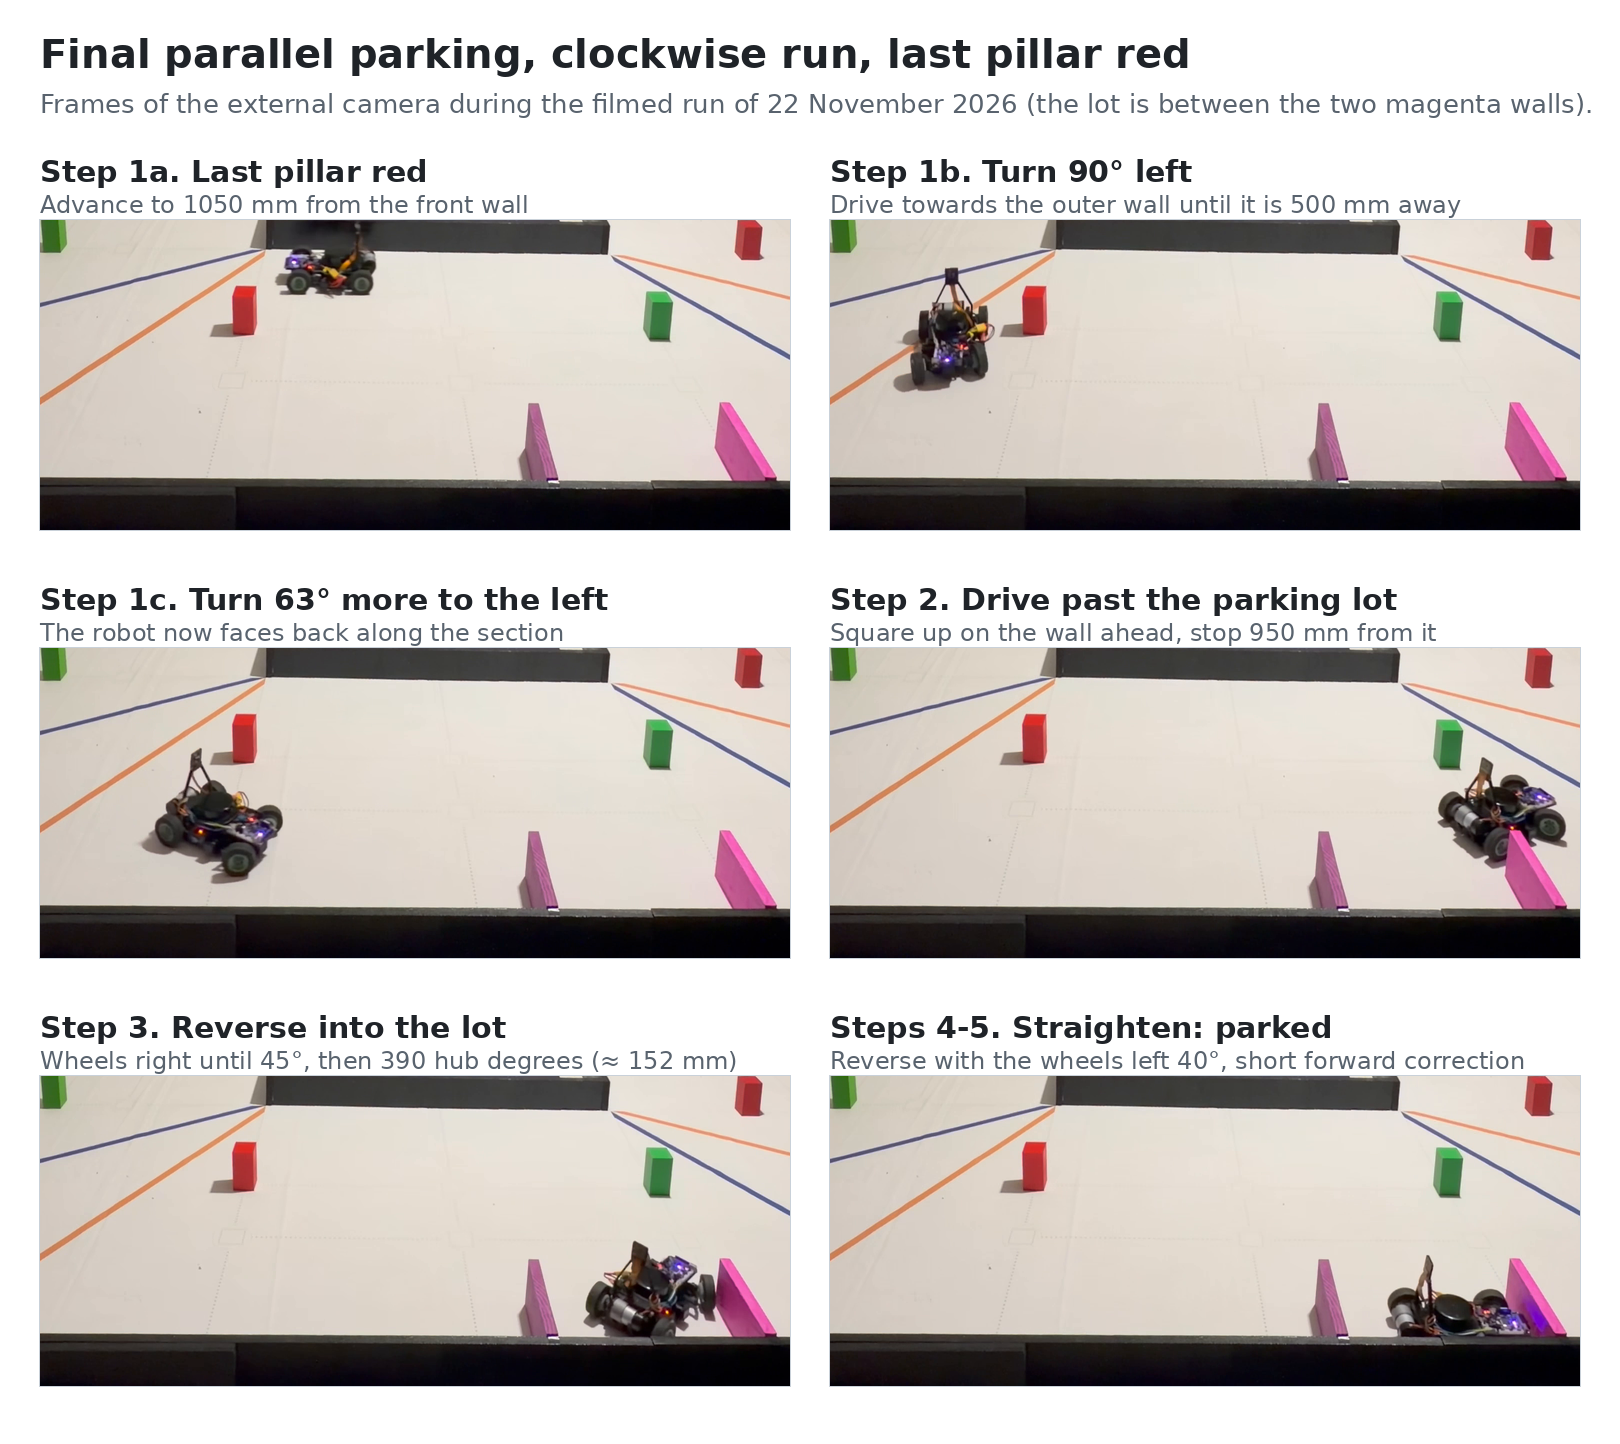 Final parallel parking, clockwise run, last pillar red
Frames of the external camera during the filmed run of 22 November 2026 (the lot is between the two magenta walls).
Step 1a. Last pillar red
Advance to 1050 mm from the front wall
Step 1b. Turn 90° left
Drive towards the outer wall until it is 500 mm away
Step 1c. Turn 63° more to the left
The robot now faces back along the section
Step 2. Drive past the parking lot
Square up on the wall ahead, stop 950 mm from it
Step 3. Reverse into the lot
Wheels right until 45°, then 390 hub degrees (≈ 152 mm)
Steps 4-5. Straighten: parked
Reverse with the wheels left 40°, short forward correction